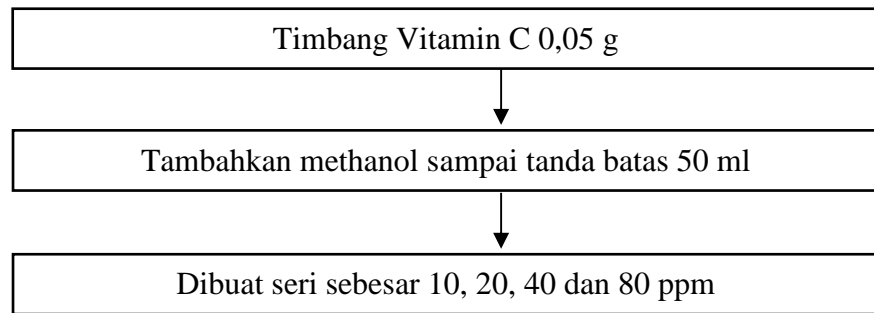 Timbang Vitamin C 0,05 g
Tambahkan methanol sampai tanda batas 50 ml
Dibuat seri sebesar 10, 20, 40 dan 80 ppm